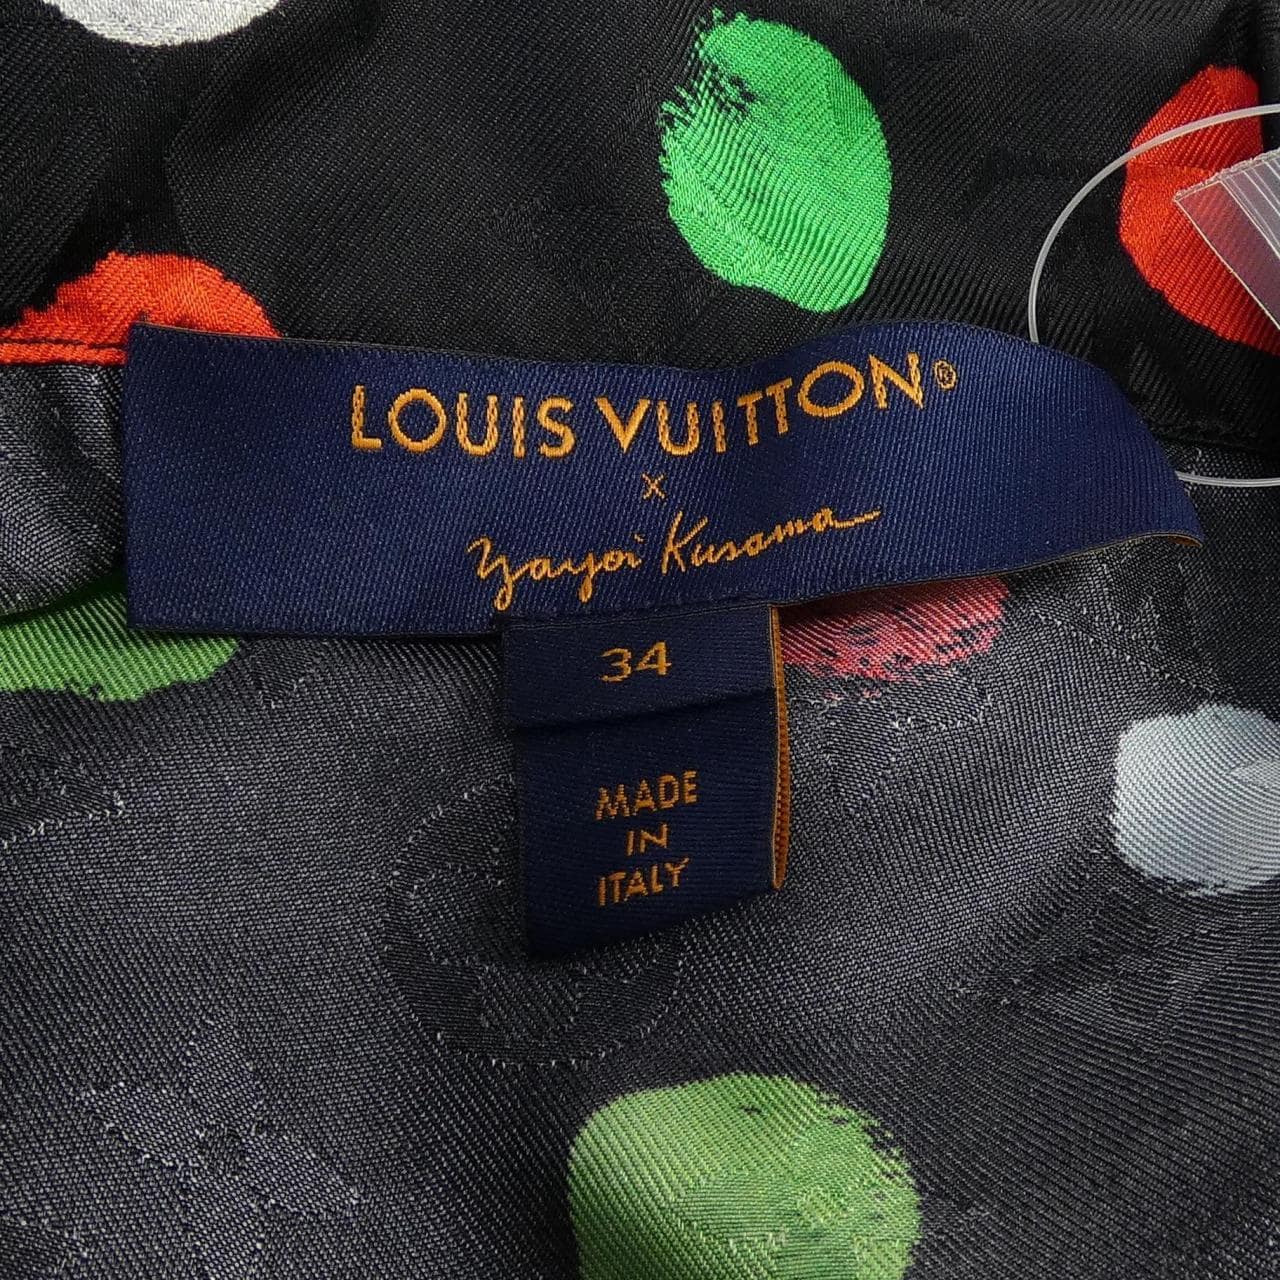 LOUIS VUITTON®
x
Yayoi Kusama
34
MADE
IN
ITALY